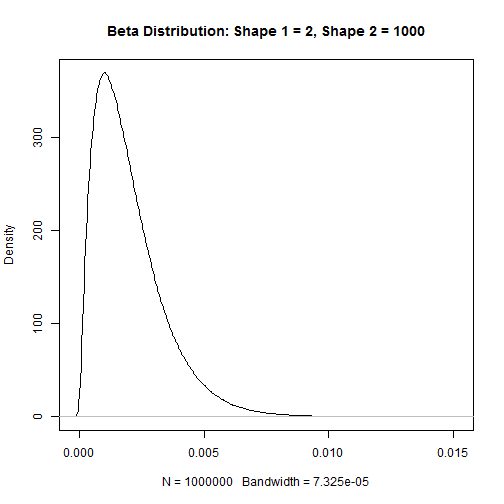 Beta Distribution: Shape 1 = 2, Shape 2 = 1000
Density
300
200
100
0
0.000 0.005 0.010 0.015
N = 1000000 Bandwidth = 7.325e-05